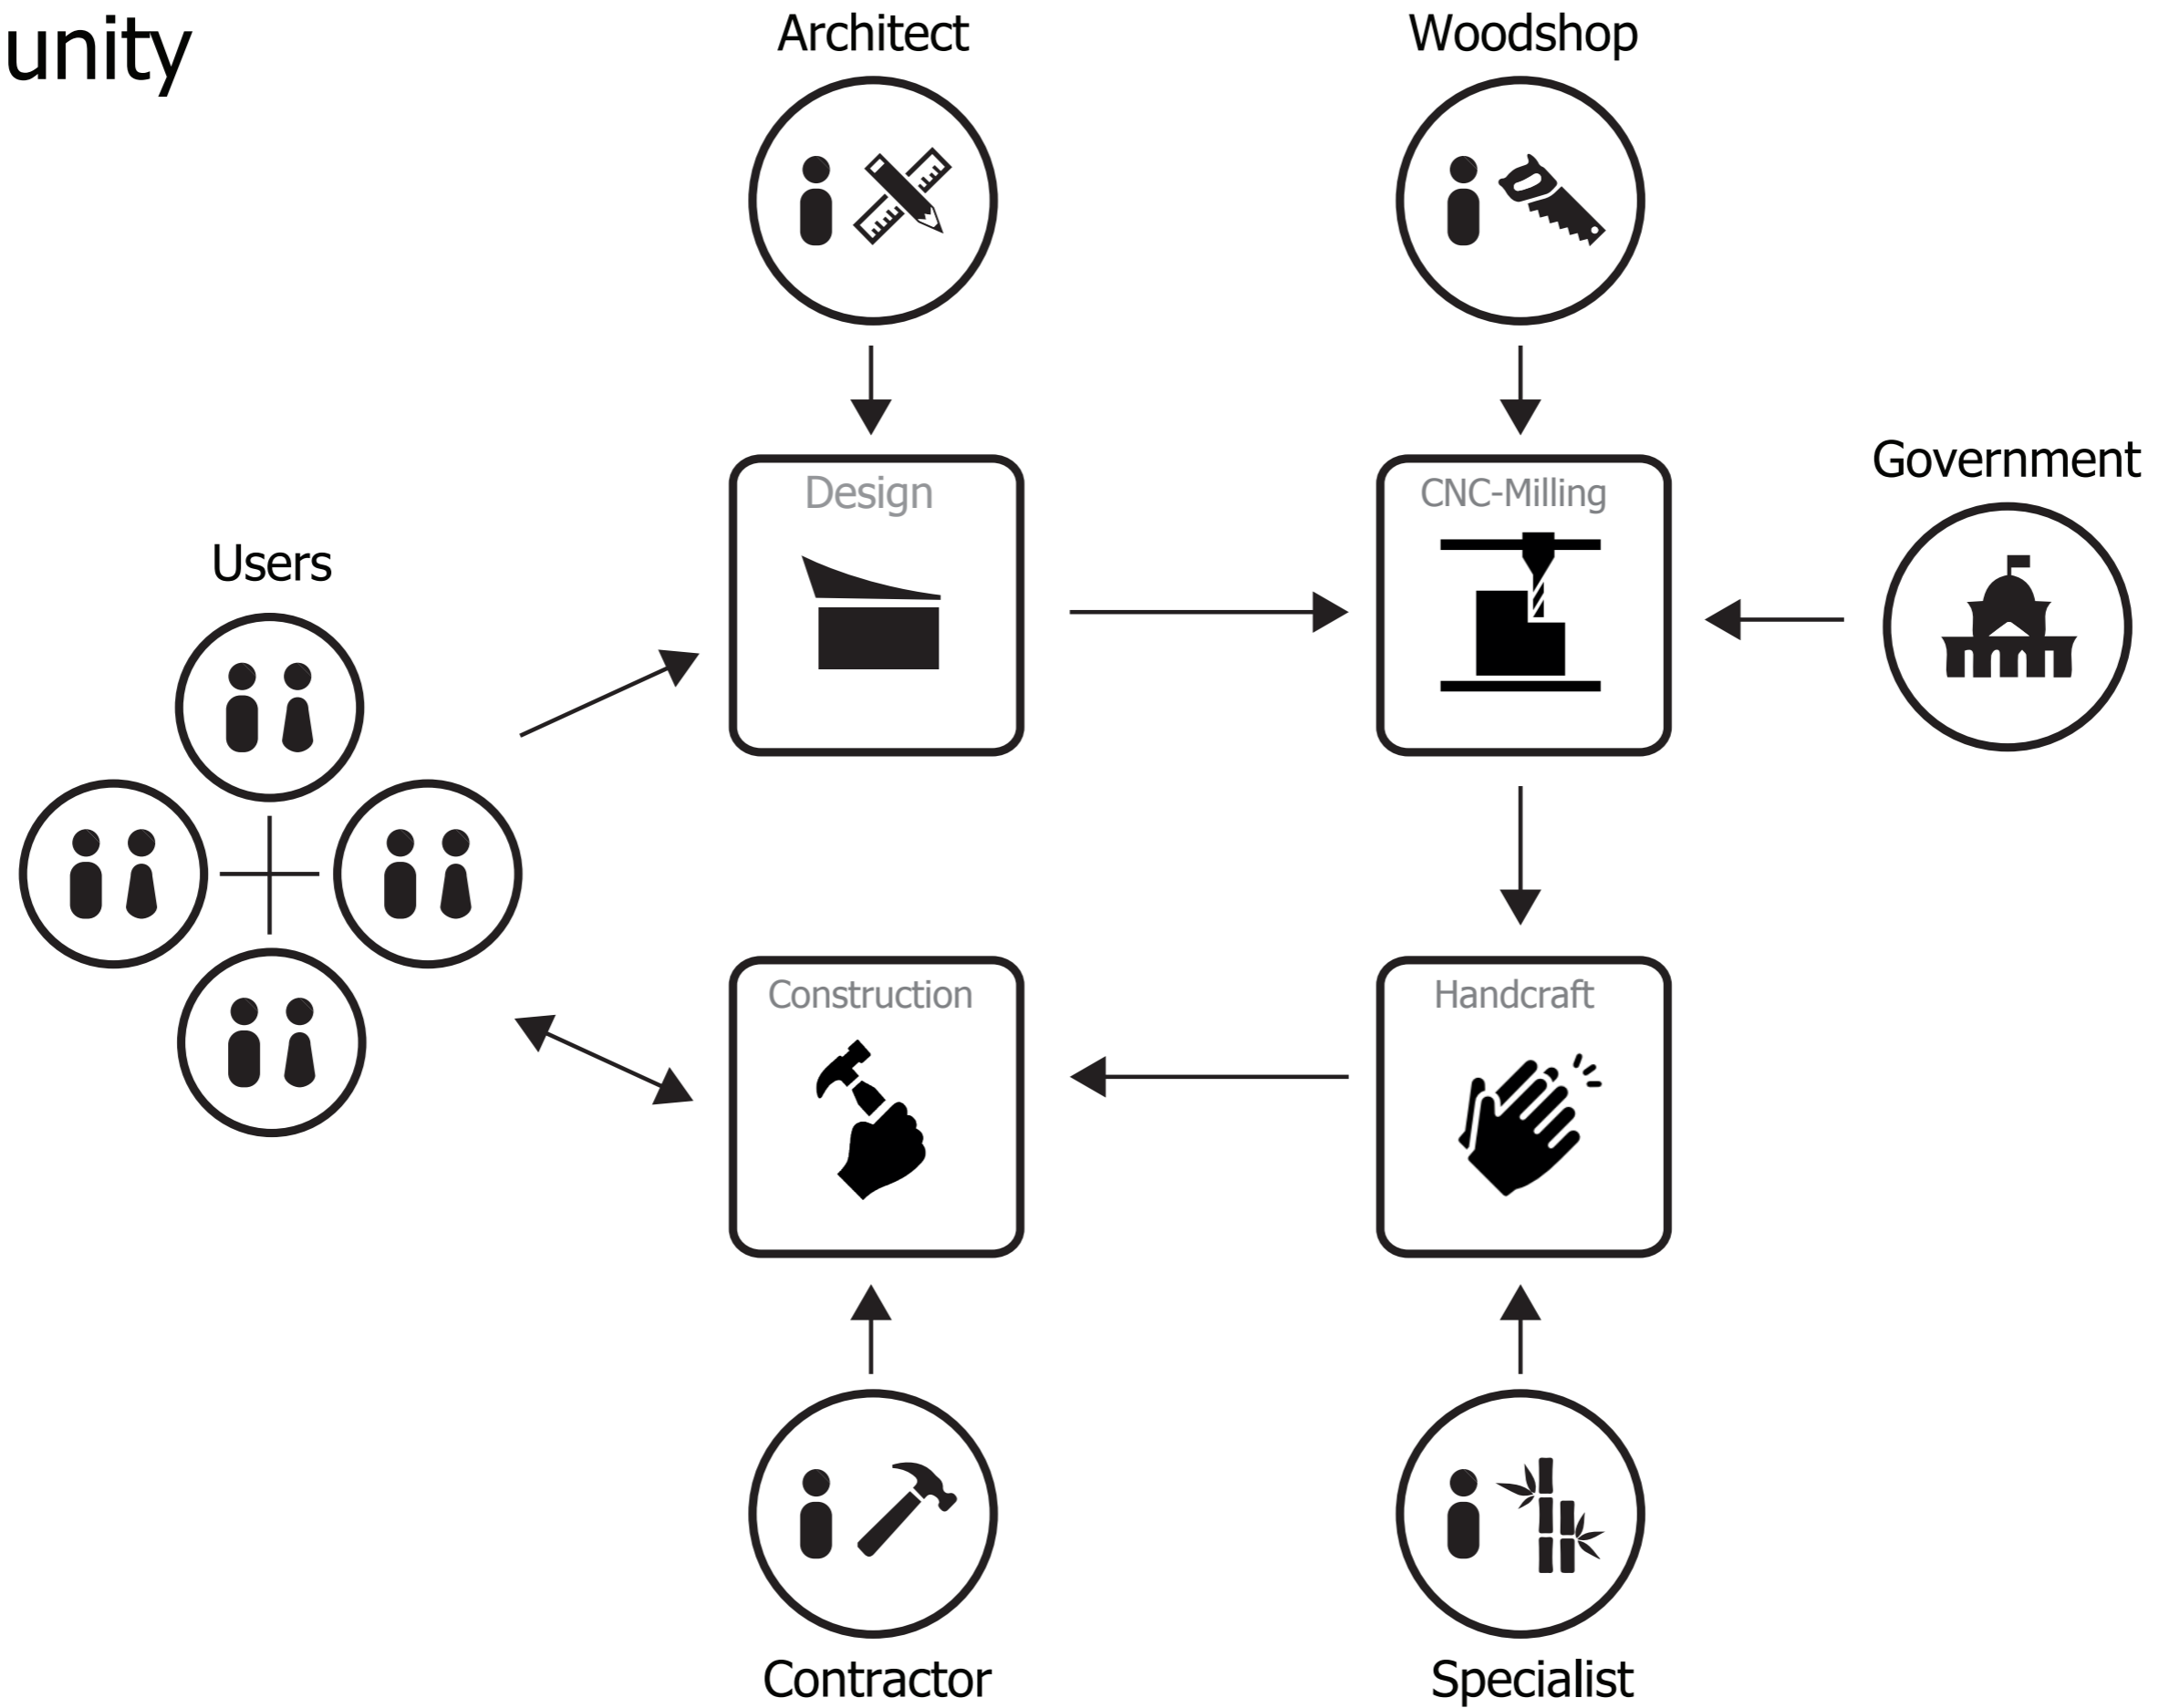 unity
Architect
Woodshop
Government
Design
CNC-Milling
Users
Construction
Handcraft
Contractor
Specialist